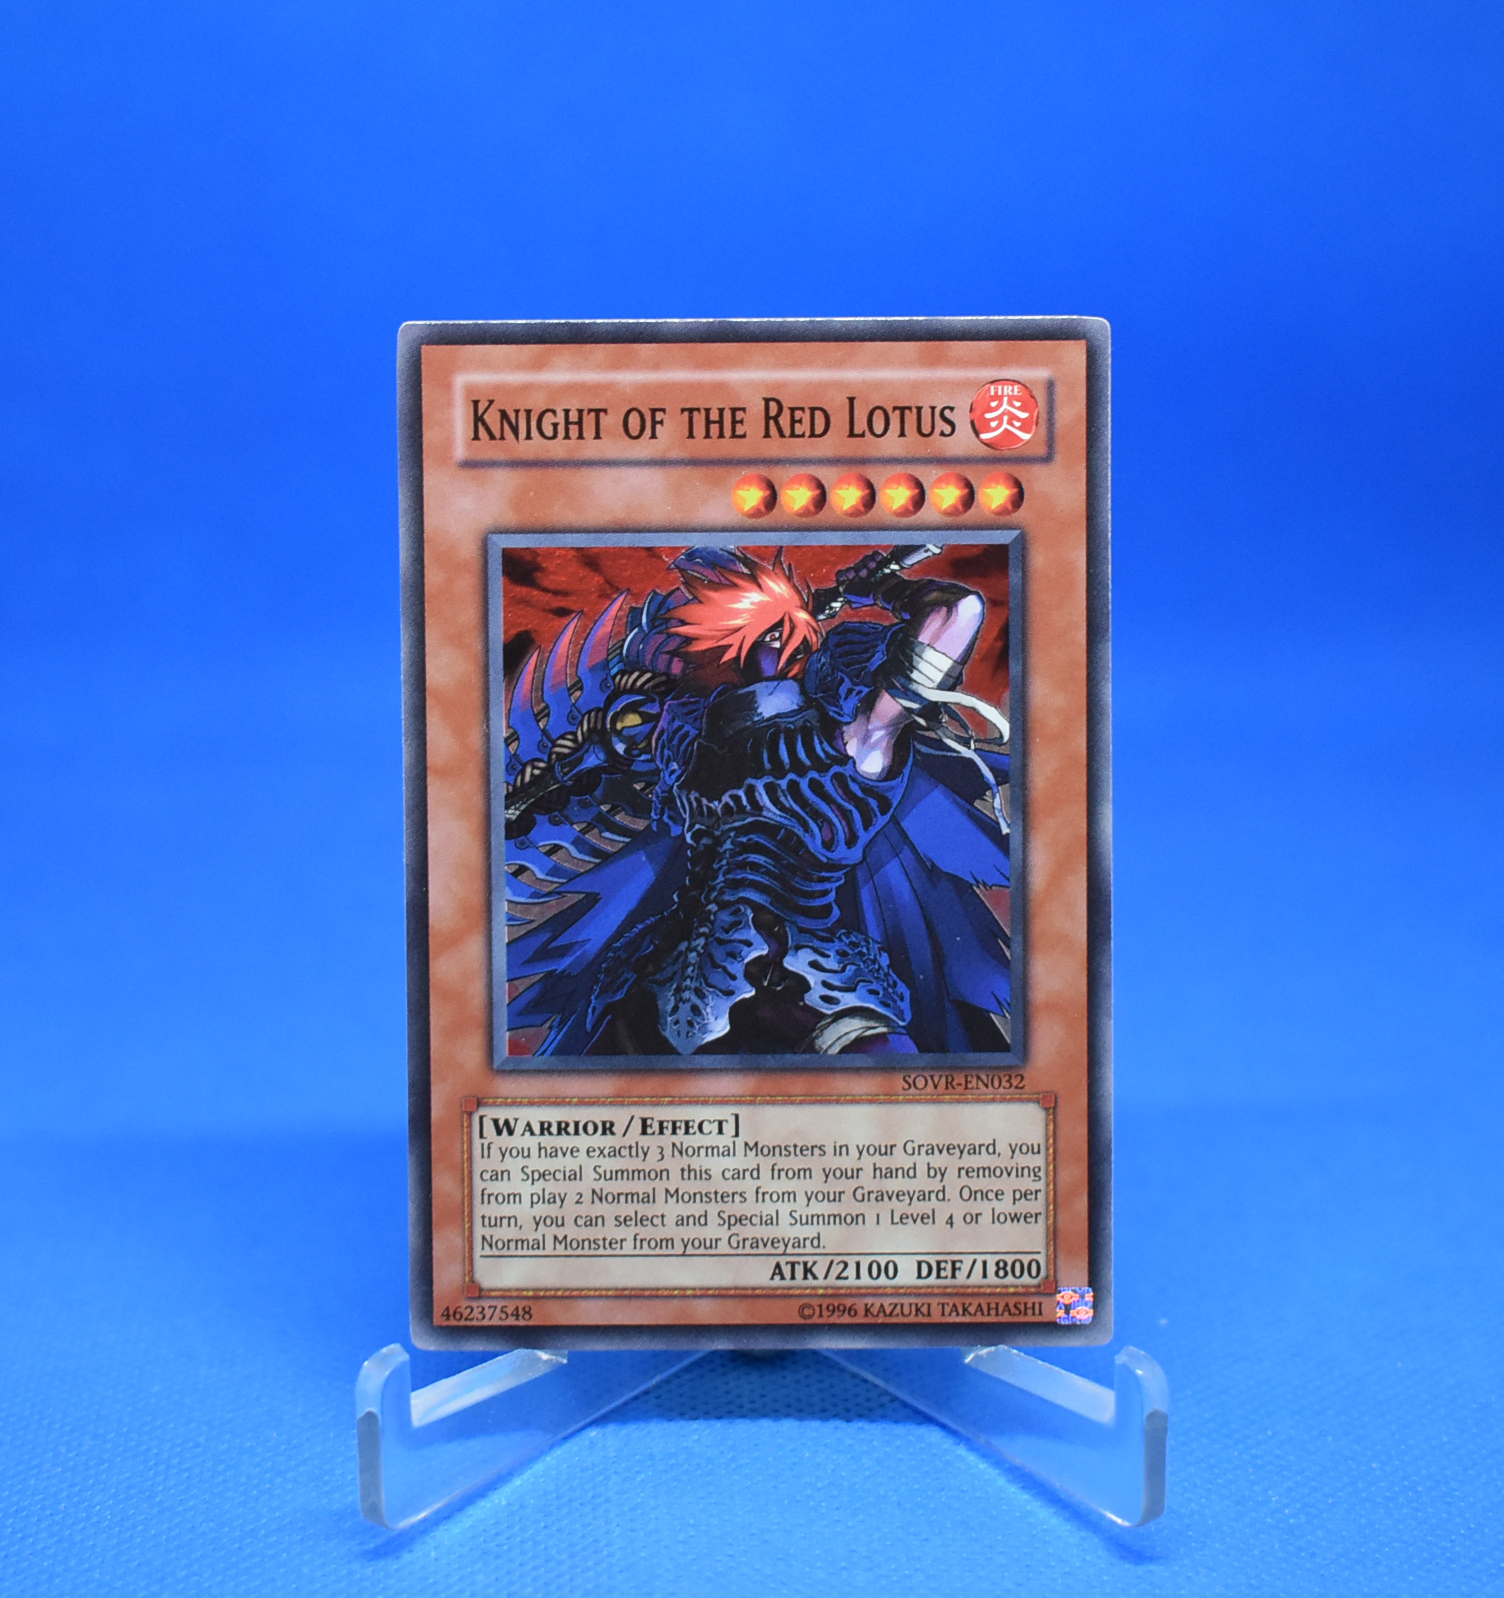 KNIGHT OF THE RED LOTUS
FIRE
炎
SOVR-EN032
[WARRIOR / EFFECT]
If you have exactly 3 Normal Monsters in your Graveyard, you
can Special Summon this card from your hand by removing
from play 2 Normal Monsters from your Graveyard. Once per
turn, you can select and Special Summon 1 Level 4 or lower
Normal Monster from your Graveyard.
ATK/2100 DEF/1800
46237548 ©1996 KAZUKI TAKAHASHI